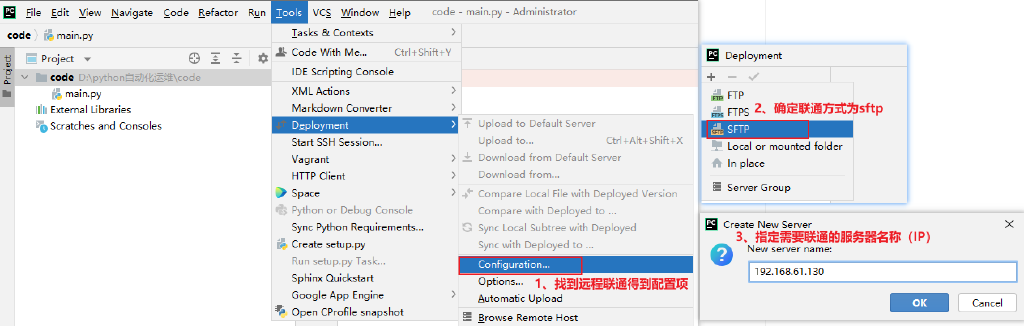 File Edit View Navigate Code Refactor Run Tools VCS Window Help code - main.py - Administrator
code main.py
Project
Project
code D:\python自动化运维\code
main.py
External Libraries
Scratches and Consoles
Tasks & Contexts
Code With Me... Ctrl+Shift+Y
IDE Scripting Console
XML Actions
Markdown Converter
Deployment
Start SSH Session...
Vagrant
HTTP Client
Space
Python or Debug Console
Sync Python Requirements...
Create setup.py
Run setup.py Task...
Sphinx Quickstart
Google App Engine
Open CProfile snapshot
Upload to Default Server
Upload to... Ctrl+Alt+Shift+X
Download from Default Server
Download from...
Compare Local File with Deployed Version
Compare with Deployed to ...
Sync Local Subtree with Deployed
Sync with Deployed to ...
Configuration...
Options...
1、找到远程联通得到配置项
Automatic Upload
Browse Remote Host
Deployment
FTP
FTPS
2、确定联通方式为sftp
SFTP
Local or mounted folder
In place
Server Group
Create New Server
3、指定需要联通的服务器名称（IP）
New server name:
192.168.61.130
OK Cancel